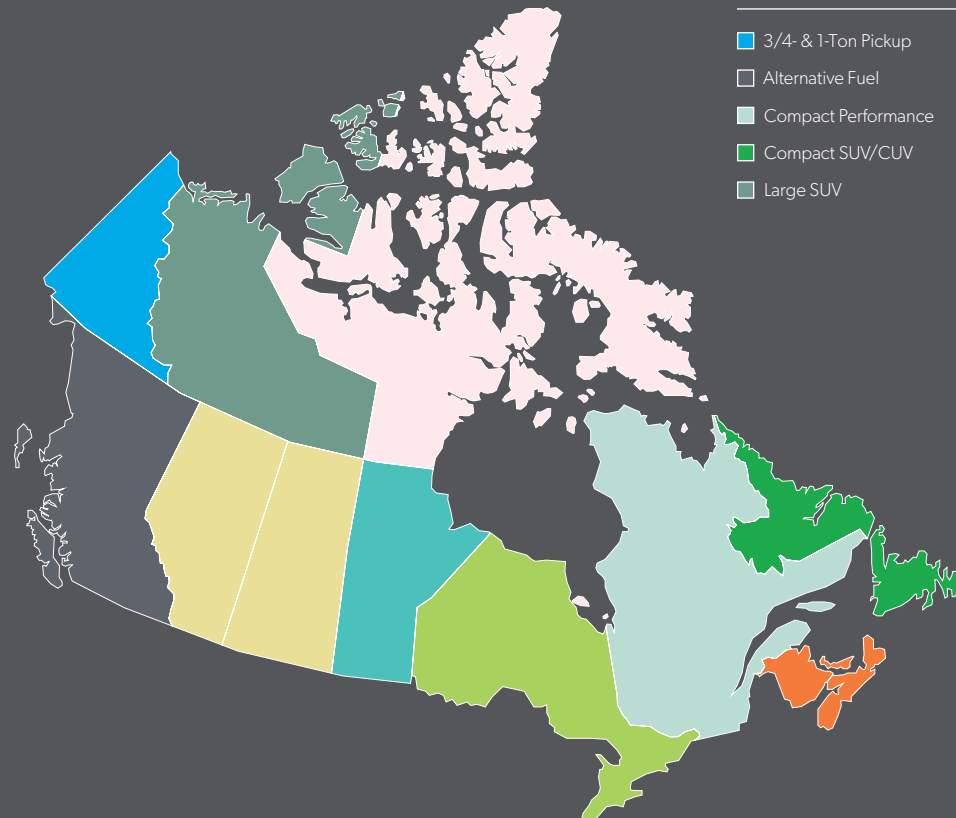 3/4- & 1-Ton Pickup
Alternative Fuel
Compact Performance
Compact SUV/CUV
Large SUV